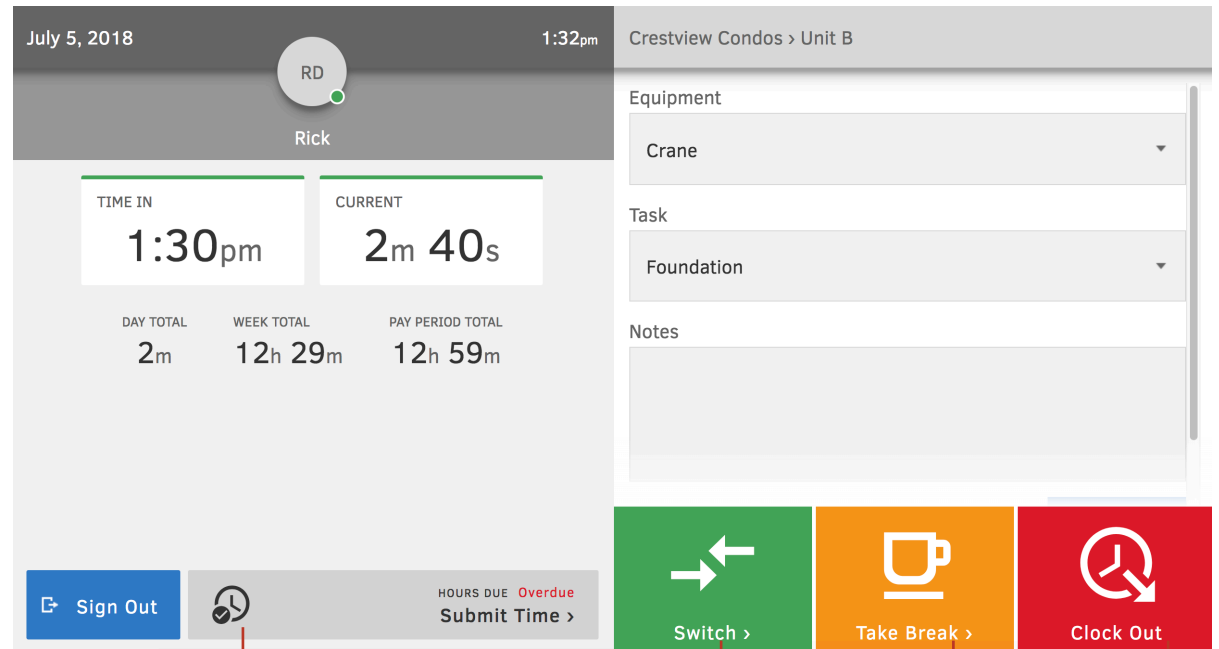 July 5, 2018
1:32pm
RD
Rick
TIME IN
1:30pm
CURRENT
2m 40s
DAY TOTAL
2m
WEEK TOTAL
12h 29m
PAY PERIOD TOTAL
12h 59m
Sign Out
HOURS DUE Overdue
Submit Time ›
Crestview Condos › Unit B
Equipment
Crane
Task
Foundation
Notes
Switch ›
Take Break ›
Clock Out